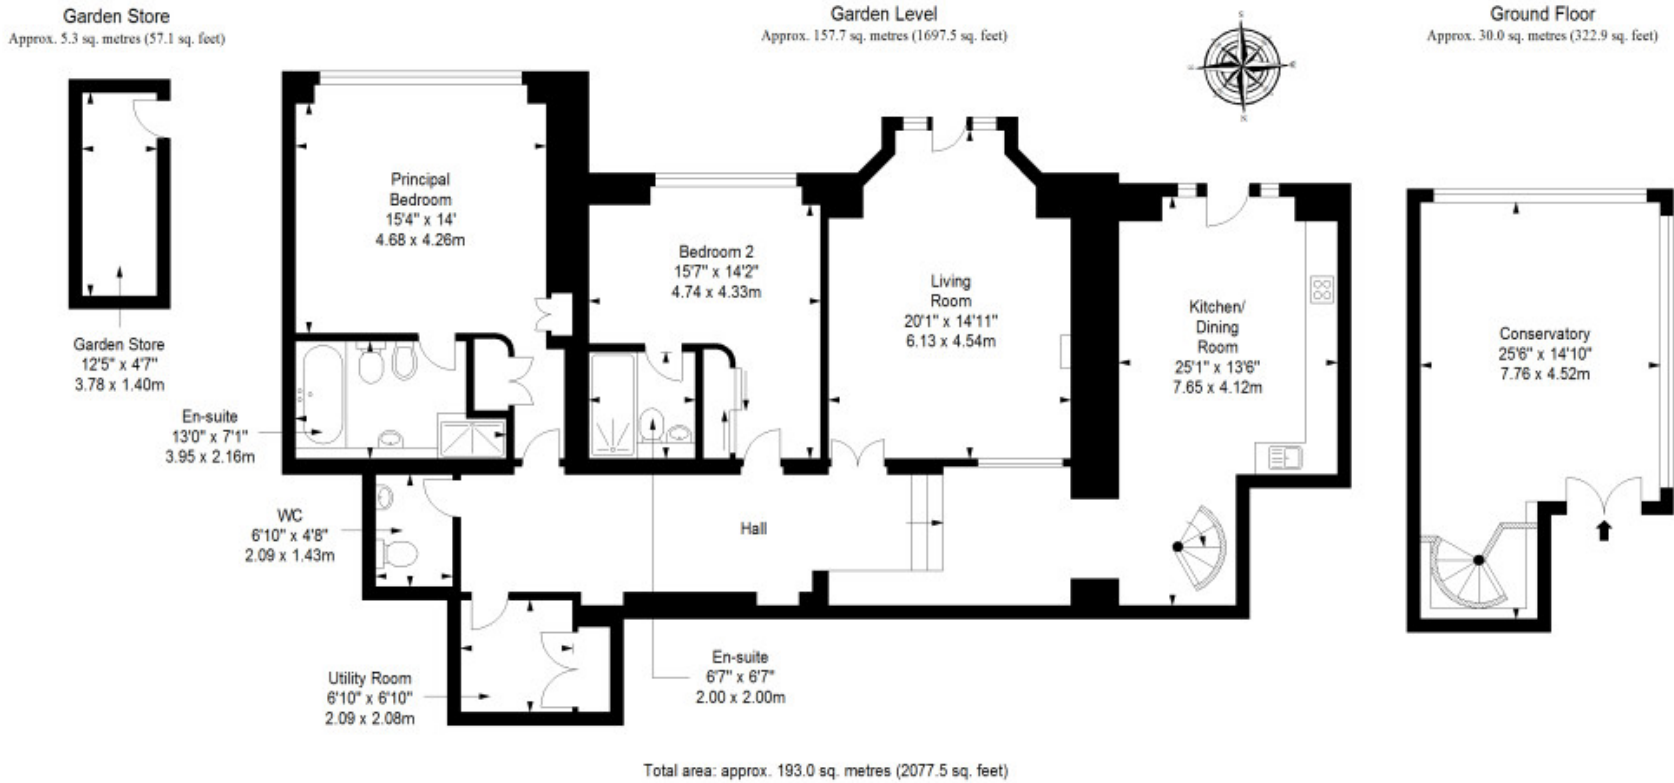 Garden Store
Approx. 5.3 sq. metres (57.1 sq. feet)
Garden Level
Approx. 157.7 sq. metres (1697.5 sq. feet)
Ground Floor
Approx. 30.0 sq. metres (322.9 sq. feet)
Principal
Bedroom
15'4" x 14'
4.68 x 4.26m
Bedroom 2
15'7" x 14'2"
4.74 x 4.33m
Living
Room
20'1" x 14'11"
6.13 x 4.54m
Kitchen/
Dining
Room
25'1" x 13'6"
7.65 x 4.12m
Conservatory
25'6" x 14'10"
7.76 x 4.52m
Garden Store
12'5" x 4'7"
3.78 x 1.40m
En-suite
13'0" x 7'1"
3.95 x 2.16m
WC
6'10" x 4'8"
2.09 x 1.43m
Hall
Utility Room
6'10" x 6'10"
2.09 x 2.08m
En-suite
6'7" x 6'7"
2.00 x 2.00m
Total area: approx. 193.0 sq. metres (2077.5 sq. feet)